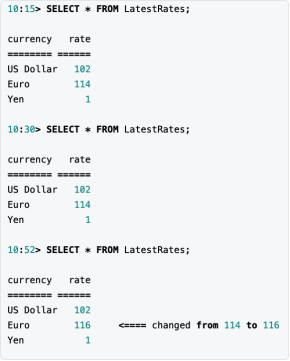 10:15> SELECT * FROM LatestRates;
currency rate
======== ======
US Dollar 102
Euro 114
Yen 1
10:30> SELECT * FROM LatestRates;
currency rate
======== ======
US Dollar 102
Euro 114
Yen 1
10:52> SELECT * FROM LatestRates;
currency rate
======== ======
US Dollar 102
Euro 116 <==== changed from 114 to 116
Yen 1